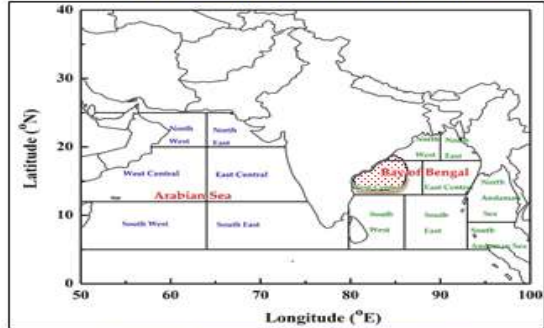 40
30
20
10
0
50
60
70
80
90
100
Latitude (°N)
Longitude (°E)
North
West
North
East
West Central
East Central
Arabian Sea
South West
South East
North
West
North
East
Bay of Bengal
East Central
South
West
South
East
North
Andaman
Sea
South
Andaman Sea